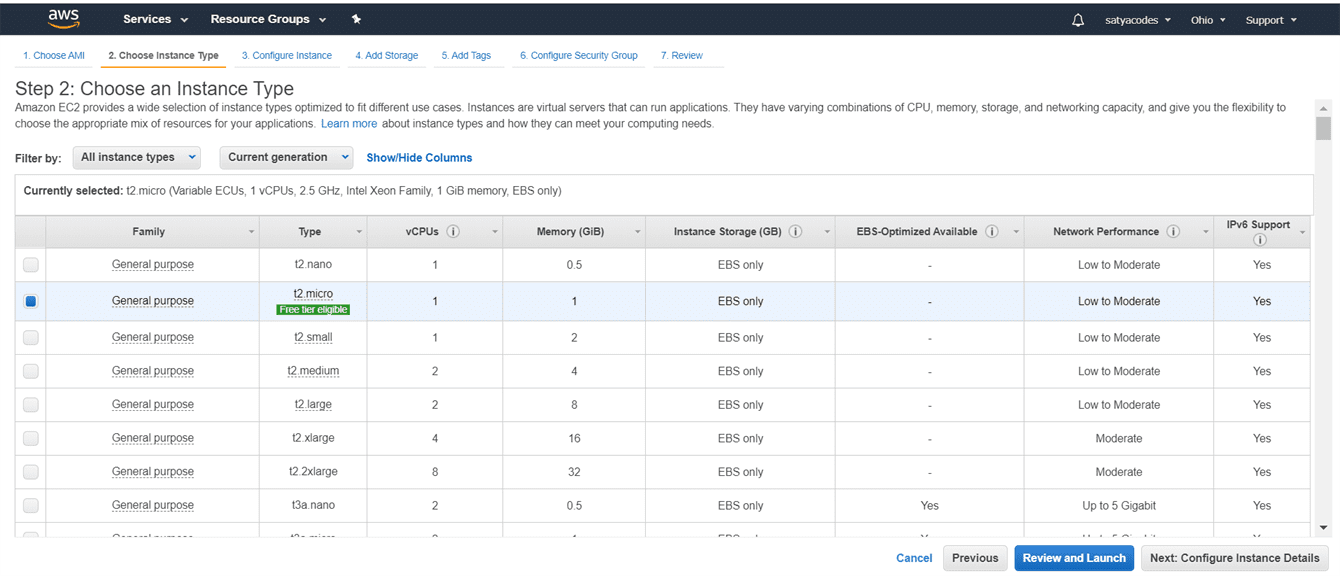 aws Services Resource Groups satyacodes Ohio Support
1. Choose AMI 2. Choose Instance Type 3. Configure Instance 4. Add Storage 5. Add Tags 6. Configure Security Group 7. Review
Step 2: Choose an Instance Type
Amazon EC2 provides a wide selection of instance types optimized to fit different use cases. Instances are virtual servers that can run applications. They have varying combinations of CPU, memory, storage, and networking capacity, and give you the flexibility to
choose the appropriate mix of resources for your applications. Learn more about instance types and how they can meet your computing needs.
Filter by: All instance types Current generation Show/Hide Columns
Currently selected: t2.micro (Variable ECUs, 1 vCPUs, 2.5 GHz, Intel Xeon Family, 1 GiB memory, EBS only)
Family Type vCPUs Memory (GiB) Instance Storage (GB) EBS-Optimized Available Network Performance IPv6 Support
General purpose t2.nano 1 0.5 EBS only - Low to Moderate Yes
General purpose t2.micro 1 1 EBS only - Low to Moderate Yes
Free tier eligible
General purpose t2.small 1 2 EBS only - Low to Moderate Yes
General purpose t2.medium 2 4 EBS only - Low to Moderate Yes
General purpose t2.large 2 8 EBS only - Low to Moderate Yes
General purpose t2.xlarge 4 16 EBS only - Moderate Yes
General purpose t2.2xlarge 8 32 EBS only - Moderate Yes
General purpose t3a.nano 2 0.5 EBS only Yes Up to 5 Gigabit Yes
Cancel Previous Review and Launch Next: Configure Instance Details